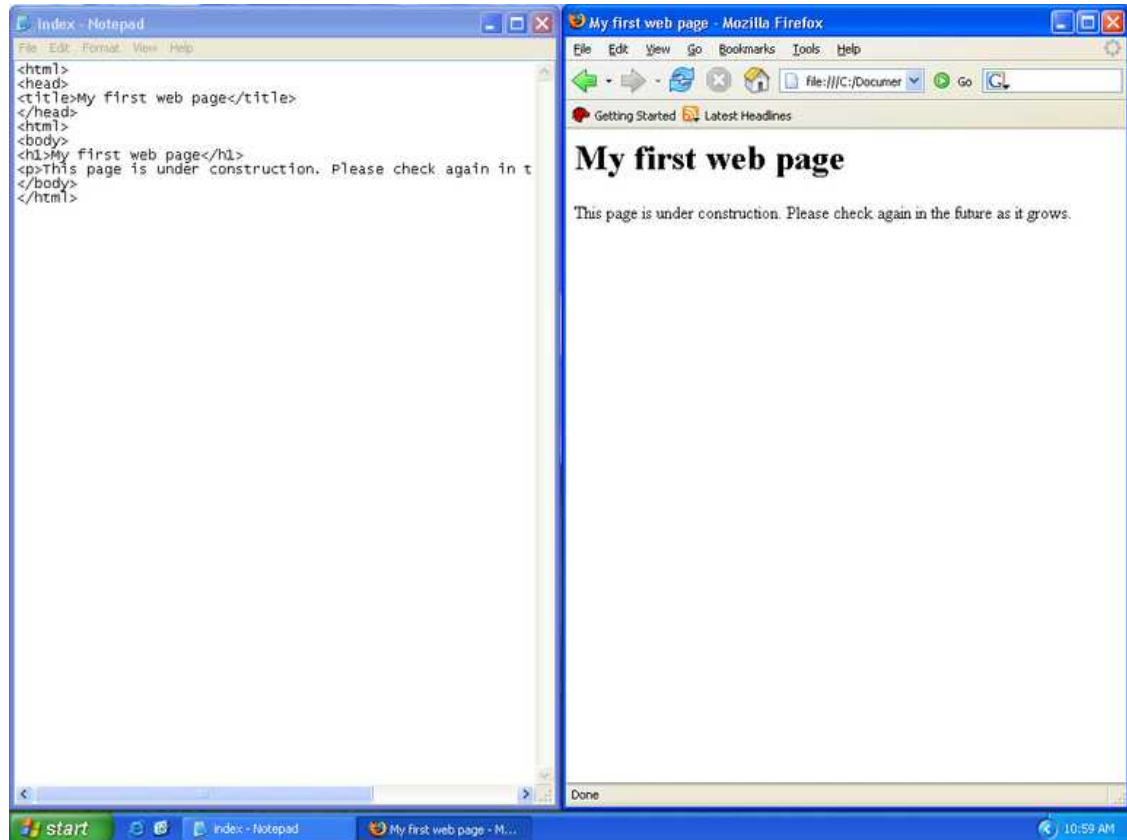 Index - Notepad
File Edit Format View Help
<html>
<head>
<title>My first web page</title>
</head>
<html>
<body>
<h1>My first web page</h1>
<p>This page is under construction. Please check again in t
</body>
</html>
My first web page - Mozilla Firefox
File Edit View Go Bookmarks Tools Help
file:///C:/Documer Go G
Getting Started Latest Headlines
My first web page
This page is under construction. Please check again in the future as it grows.
Done
start index - Notepad My first web page - M... 10:59 AM